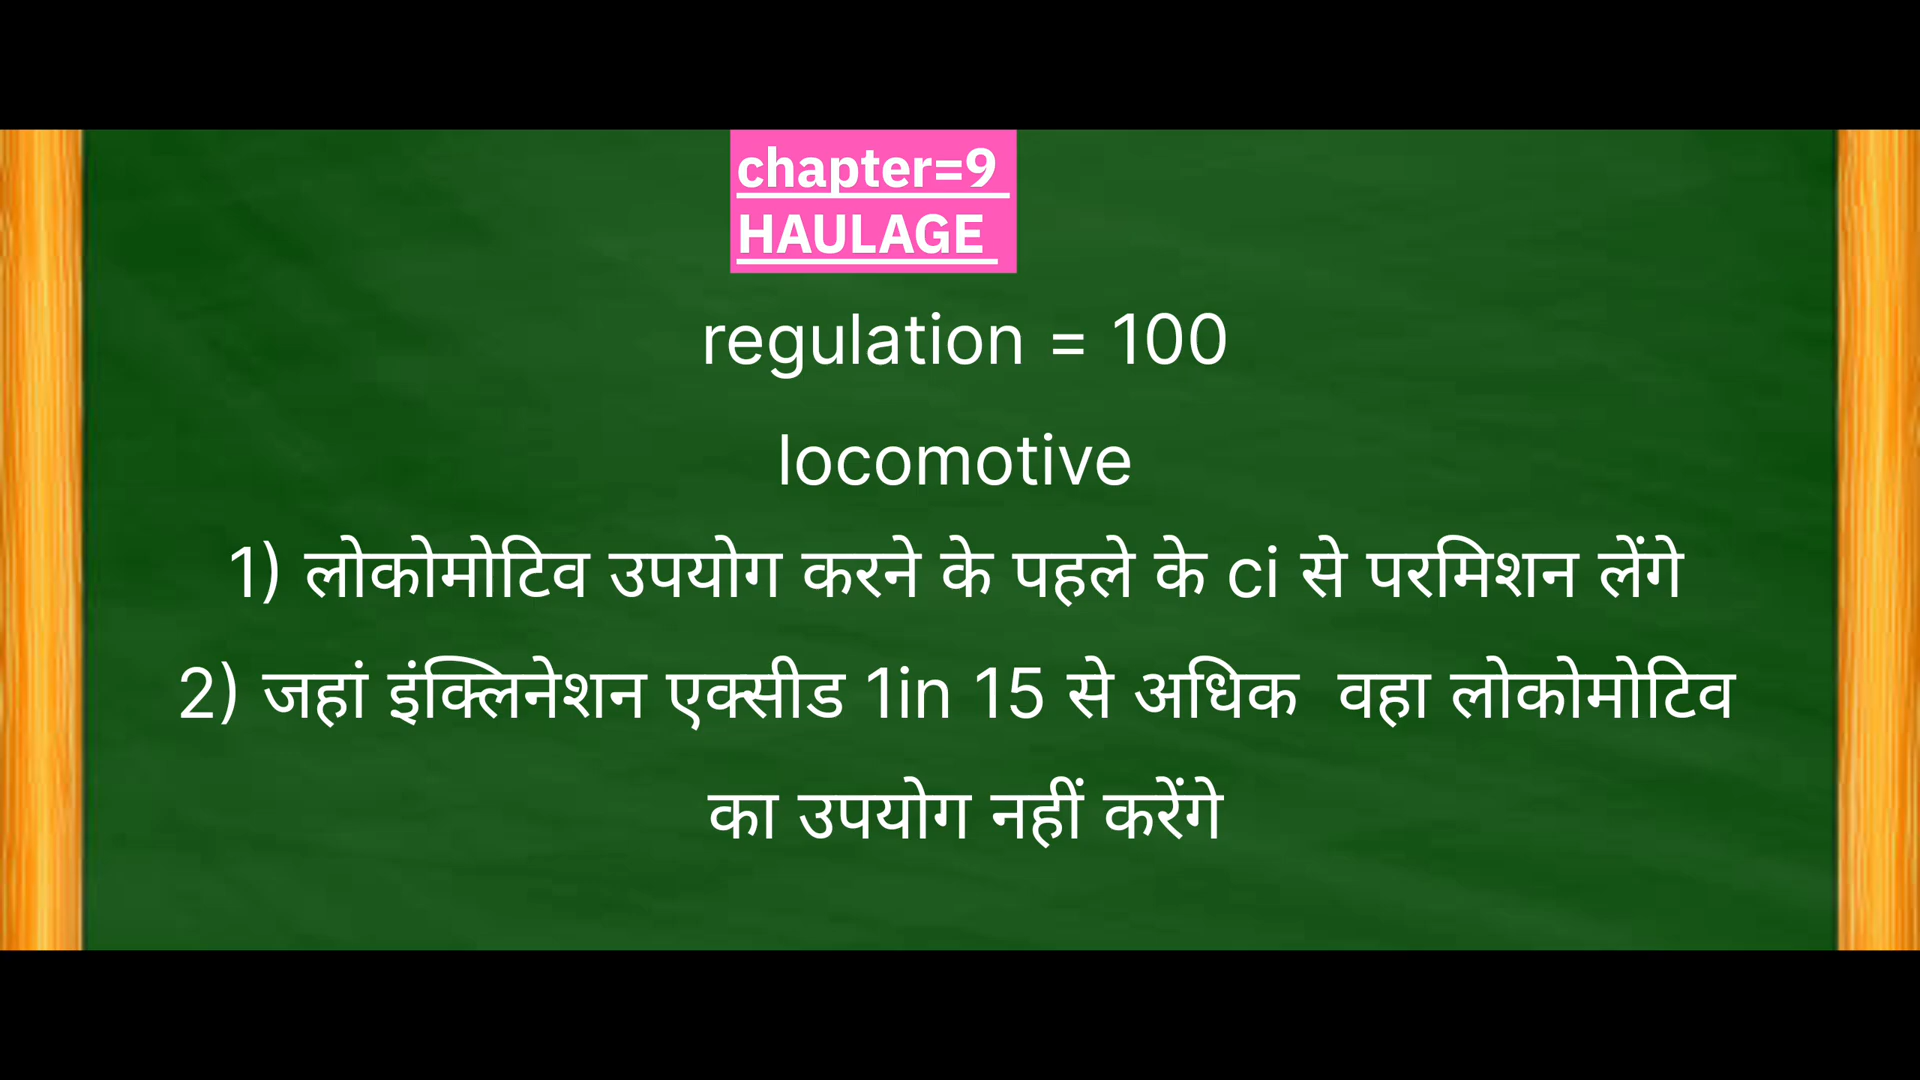 chapter=9
HAULAGE
regulation = 100
locomotive
1) लोकोमोटिव उपयोग करने के पहले के ci से परमिशन लेंगे
2) जहां इंक्लिनेशन एक्सीड 1in 15 से अधिक वहा लोकोमोटिव
का उपयोग नहीं करेंगे